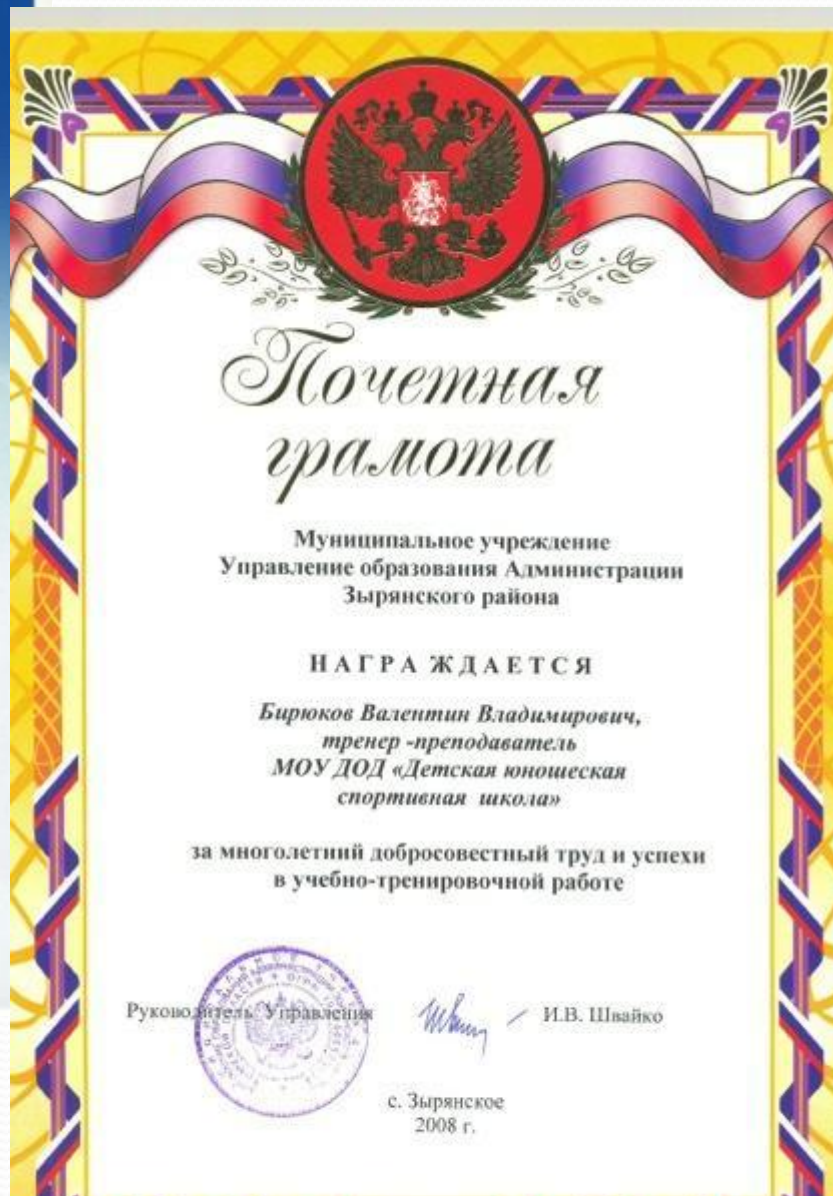 Почетная
грамота
Муниципальное учреждение
Управление образования Администрации
Зырянского района
НАГРАЖДАЕТСЯ
Бирюков Валентин Владимирович,
тренер -преподаватель
МОУ ДОД «Детская юношеская
спортивная школа»
за многолетний добросовестный труд и успехи
в учебно-тренировочной работе
Руководитель Управления И.В. Швайко
с. Зырянское
2008 г.